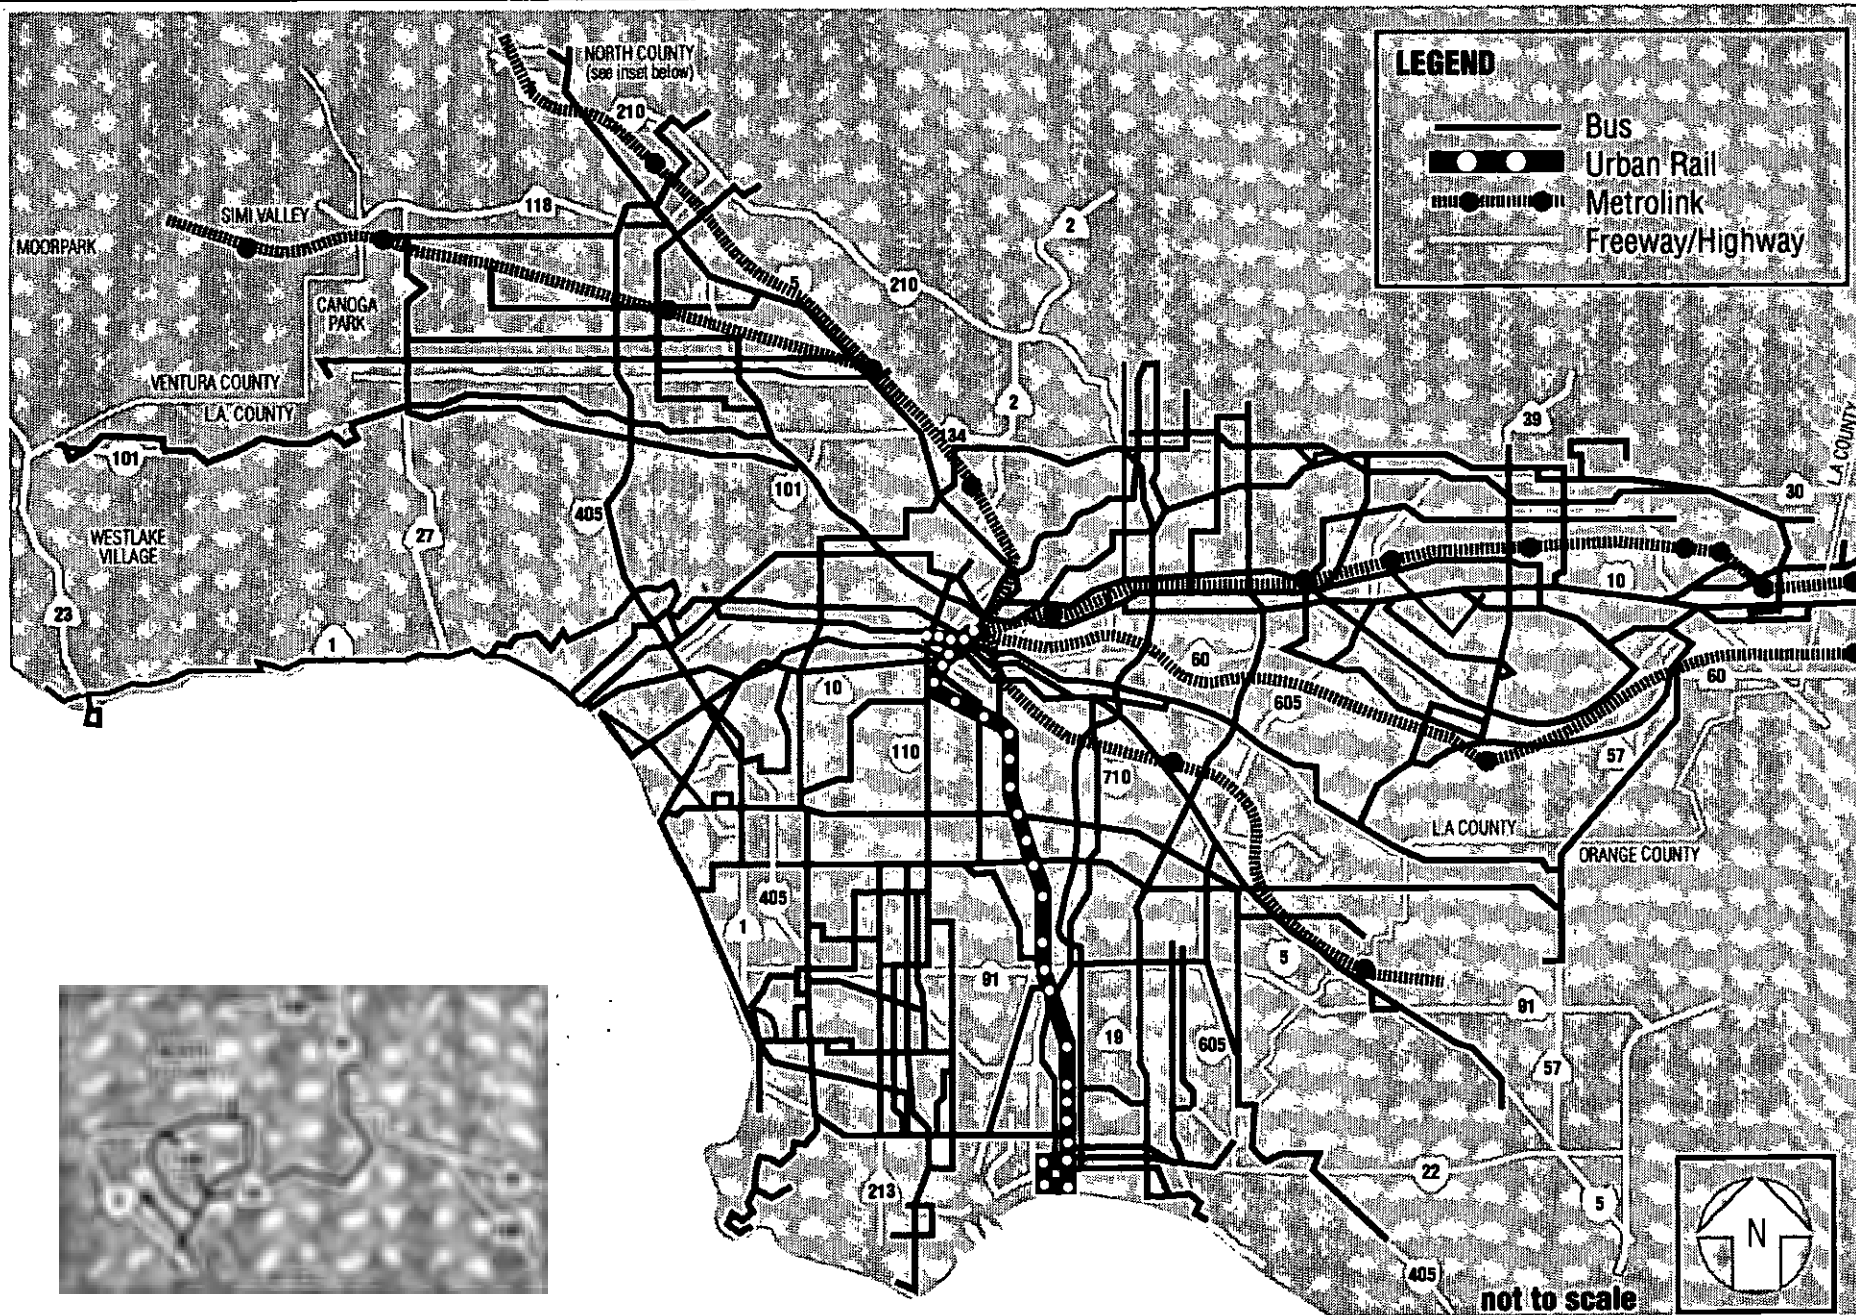 NORTH COUNTY
(see inset below)
LEGEND
Bus
Urban Rail
Metrolink
Freeway/Highway
210
118
SIMI VALLEY
MOORPARK
2
5
210
CANOGA
PARK
VENTURA COUNTY
L.A. COUNTY
2
39
L.A. COUNTY
34
101
101
30
405
27
WESTLAKE
VILLAGE
10
23
1
60
10
60
605
110
57
710
L.A COUNTY
ORANGE COUNTY
405
1
5
91
91
19
605
57
22
213
5
N
405
not to scale